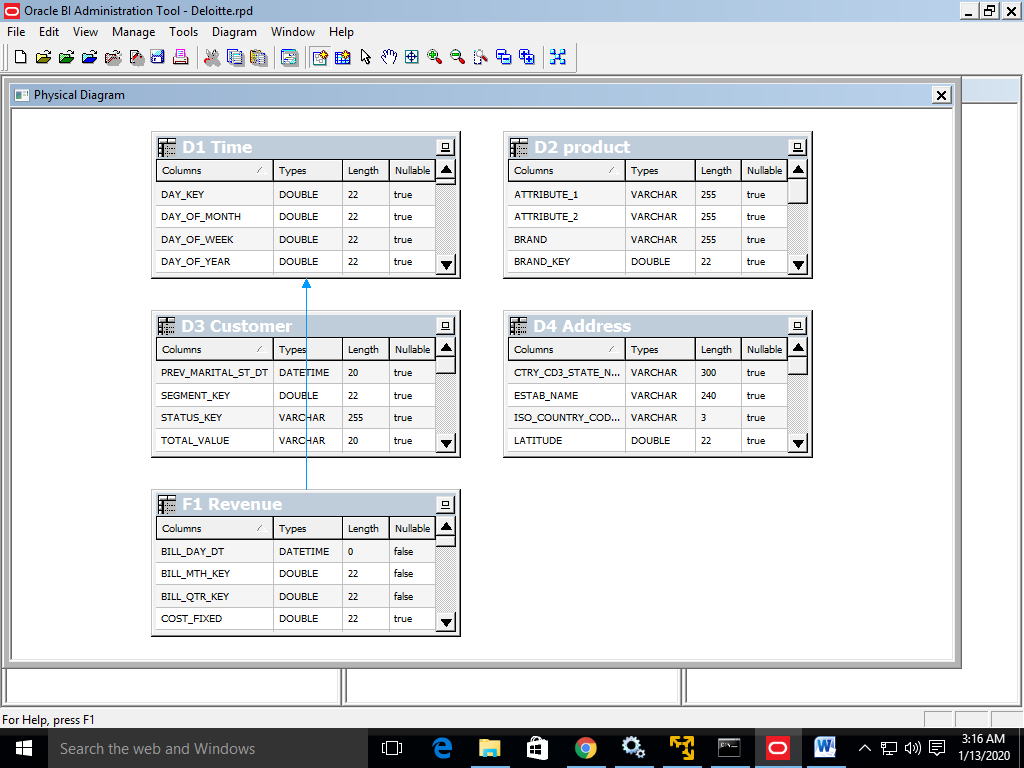 Oracle BI Administration Tool - Deloitte.rpd
File Edit View Manage Tools Diagram Window Help
Physical Diagram
D1 Time
Columns Types Length Nullable
DAY_KEY DOUBLE 22 true
DAY_OF_MONTH DOUBLE 22 true
DAY_OF_WEEK DOUBLE 22 true
DAY_OF_YEAR DOUBLE 22 true
D2 product
Columns Types Length Nullable
ATTRIBUTE_1 VARCHAR 255 true
ATTRIBUTE_2 VARCHAR 255 true
BRAND VARCHAR 255 true
BRAND_KEY DOUBLE 22 true
D3 Customer
Columns Types Length Nullable
PREV_MARITAL_ST_DT DATETIME 20 true
SEGMENT_KEY DOUBLE 22 true
STATUS_KEY VARCHAR 255 true
TOTAL_VALUE VARCHAR 20 true
D4 Address
Columns Types Length Nullable
CTRY_CD3_STATE_N... VARCHAR 300 true
ESTAB_NAME VARCHAR 240 true
ISO_COUNTRY_COD... VARCHAR 3 true
LATITUDE DOUBLE 22 true
F1 Revenue
Columns Types Length Nullable
BILL_DAY_DT DATETIME 0 false
BILL_MTH_KEY DOUBLE 22 false
BILL_QTR_KEY DOUBLE 22 false
COST_FIXED DOUBLE 22 true
For Help, press F1
Search the web and Windows
3:16 AM
1/13/2020